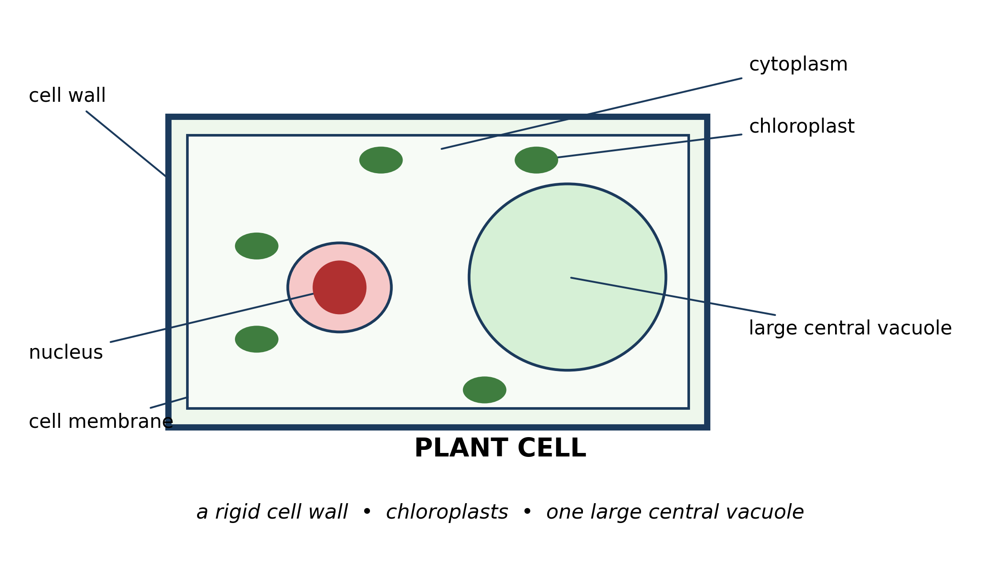 cytoplasm
cell wall
chloroplast
large central vacuole
nucleus
cell membrane
PLANT CELL
a rigid cell wall • chloroplasts • one large central vacuole